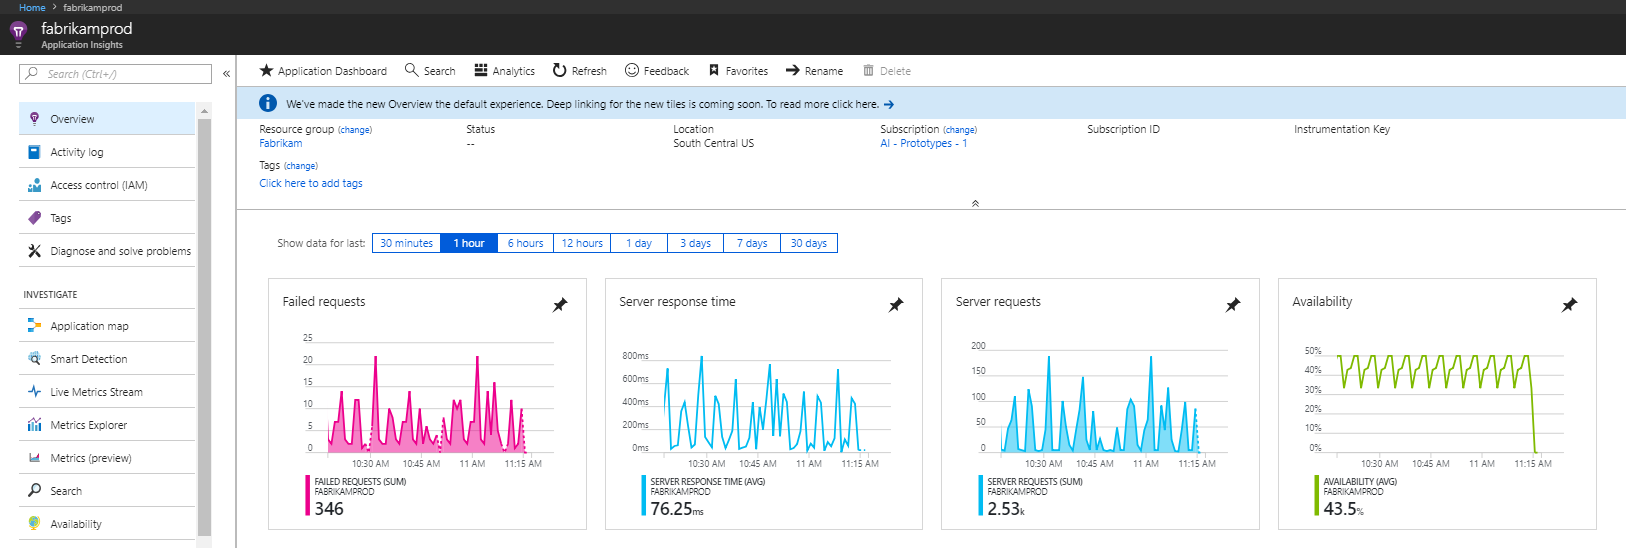 Home > fabrikamprod
fabrikamprod
Application Insights
Search (Ctrl+/)
«
Overview
Activity log
Access control (IAM)
Tags
Diagnose and solve problems
INVESTIGATE
Application map
Smart Detection
Live Metrics Stream
Metrics Explorer
Metrics (preview)
Search
Availability
Application Dashboard Search Analytics Refresh Feedback Favorites Rename Delete
We've made the new Overview the default experience. Deep linking for the new tiles is coming soon. To read more click here. →
Resource group (change) Status Location Subscription (change) Subscription ID Instrumentation Key
Fabrikam -- South Central US AI - Prototypes - 1
Tags (change)
Click here to add tags
Show data for last: 30 minutes 1 hour 6 hours 12 hours 1 day 3 days 7 days 30 days
Failed requests
25
20
15
10
5
0
10:30 AM 10:45 AM 11 AM 11:15 AM
FAILED REQUESTS (SUM)
FABRIKAMPROD
346
Server response time
800ms
600ms
400ms
200ms
0ms
10:30 AM 10:45 AM 11 AM 11:15 AM
SERVER RESPONSE TIME (AVG)
FABRIKAMPROD
76.25ms
Server requests
200
150
100
50
0
10:30 AM 10:45 AM 11 AM 11:15 AM
SERVER REQUESTS (SUM)
FABRIKAMPROD
2.53k
Availability
50%
40%
30%
20%
10%
0%
10:30 AM 10:45 AM 11 AM 11:15 AM
AVAILABILITY (AVG)
FABRIKAMPROD
43.5%